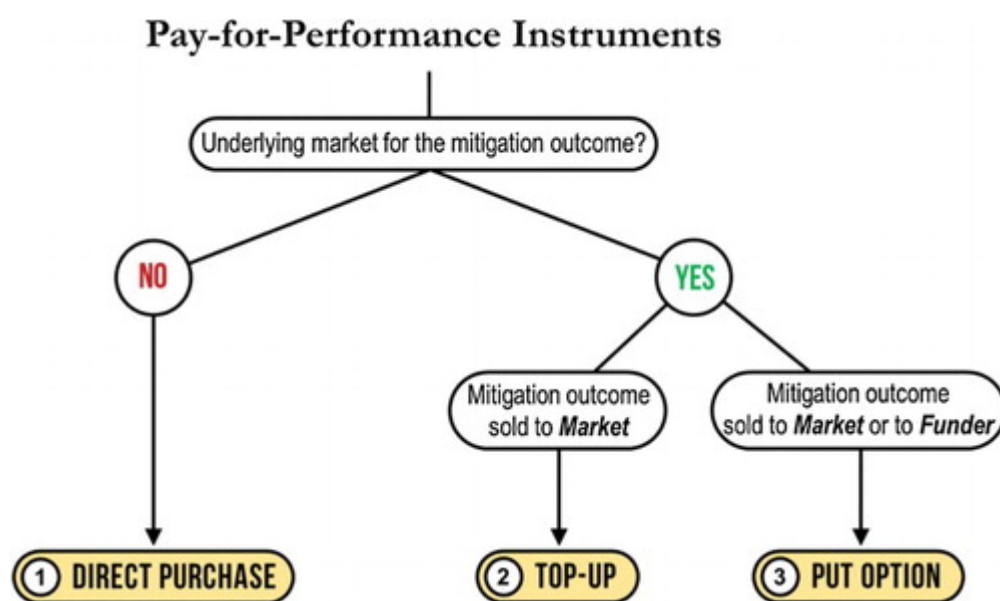 Pay-for-Performance Instruments
Underlying market for the mitigation outcome?
NO
YES
Mitigation outcome
sold to Market
Mitigation outcome
sold to Market or to Funder
1 DIRECT PURCHASE
2 TOP-UP
3 PUT OPTION